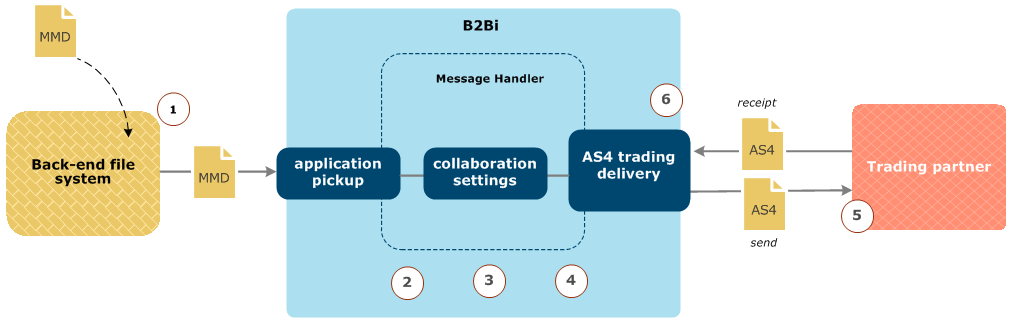 MMD
1
Back-end file
system
MMD
B2Bi
Message Handler
application
pickup
collaboration
settings
AS4 trading
delivery
2
3
4
6
receipt
AS4
AS4
send
5
Trading partner